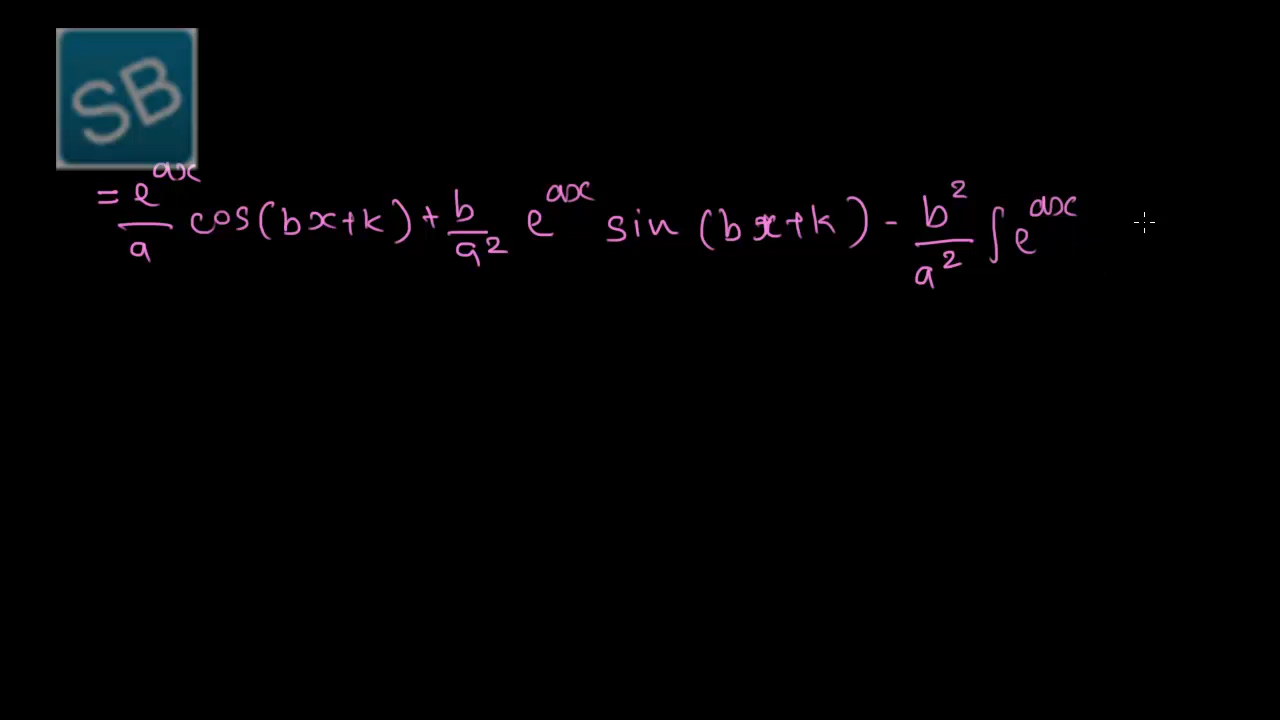 SB
= e^{ax}/a cos(bx+k) + b/a² e^{ax} sin(bx+k) - b²/a² ∫e^{ax}